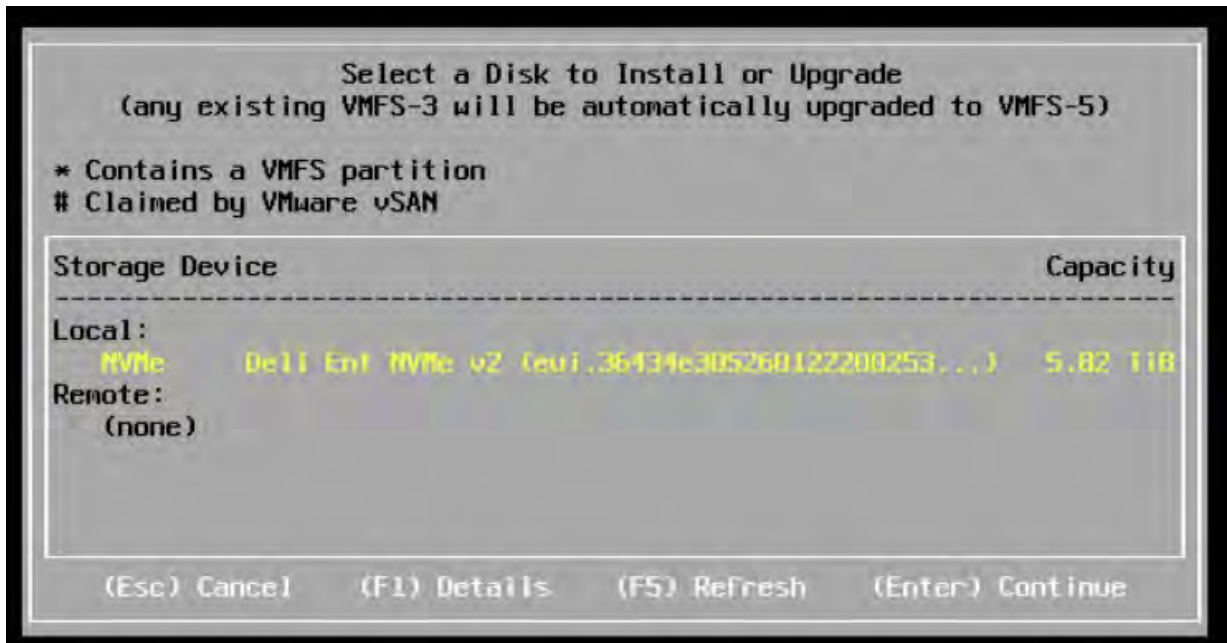 Select a Disk to Install or Upgrade
(any existing VMFS-3 will be automatically upgraded to VMFS-5)
* Contains a VMFS partition
# Claimed by VMware vSAN
Storage Device Capacity
Local:
NVMe Dell Ent NVMe v2 (eui.36434e305260122200253...) 5.82 TiB
Remote:
(none)
(Esc) Cancel (F1) Details (F5) Refresh (Enter) Continue